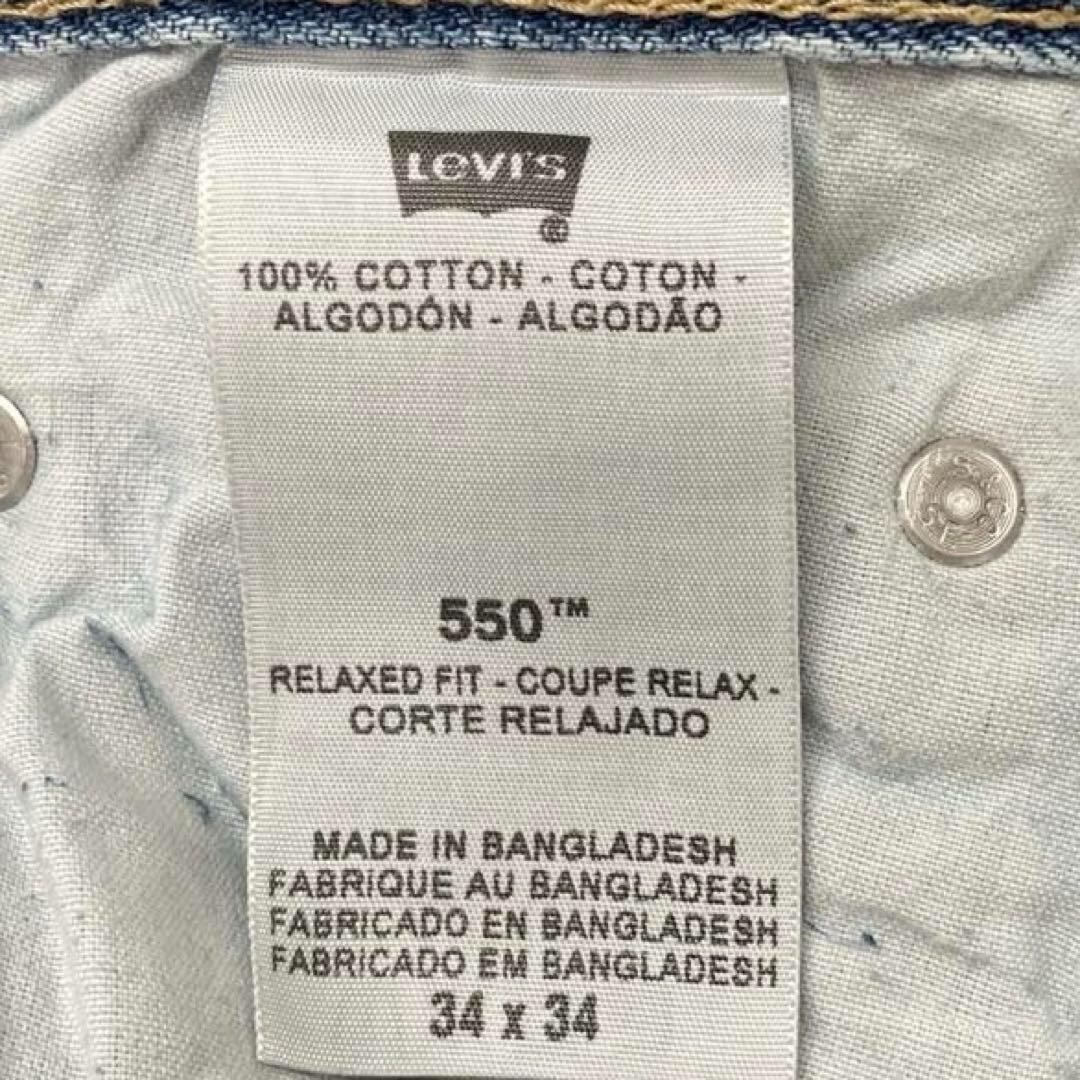 LEVI'S
®
100% COTTON - COTON -
ALGODÓN - ALGODÃO
550™
RELAXED FIT - COUPE RELAX -
CORTE RELAJADO
MADE IN BANGLADESH
FABRIQUE AU BANGLADESH
FABRICADO EN BANGLADESH
FABRICADO EM BANGLADESH
34 x 34